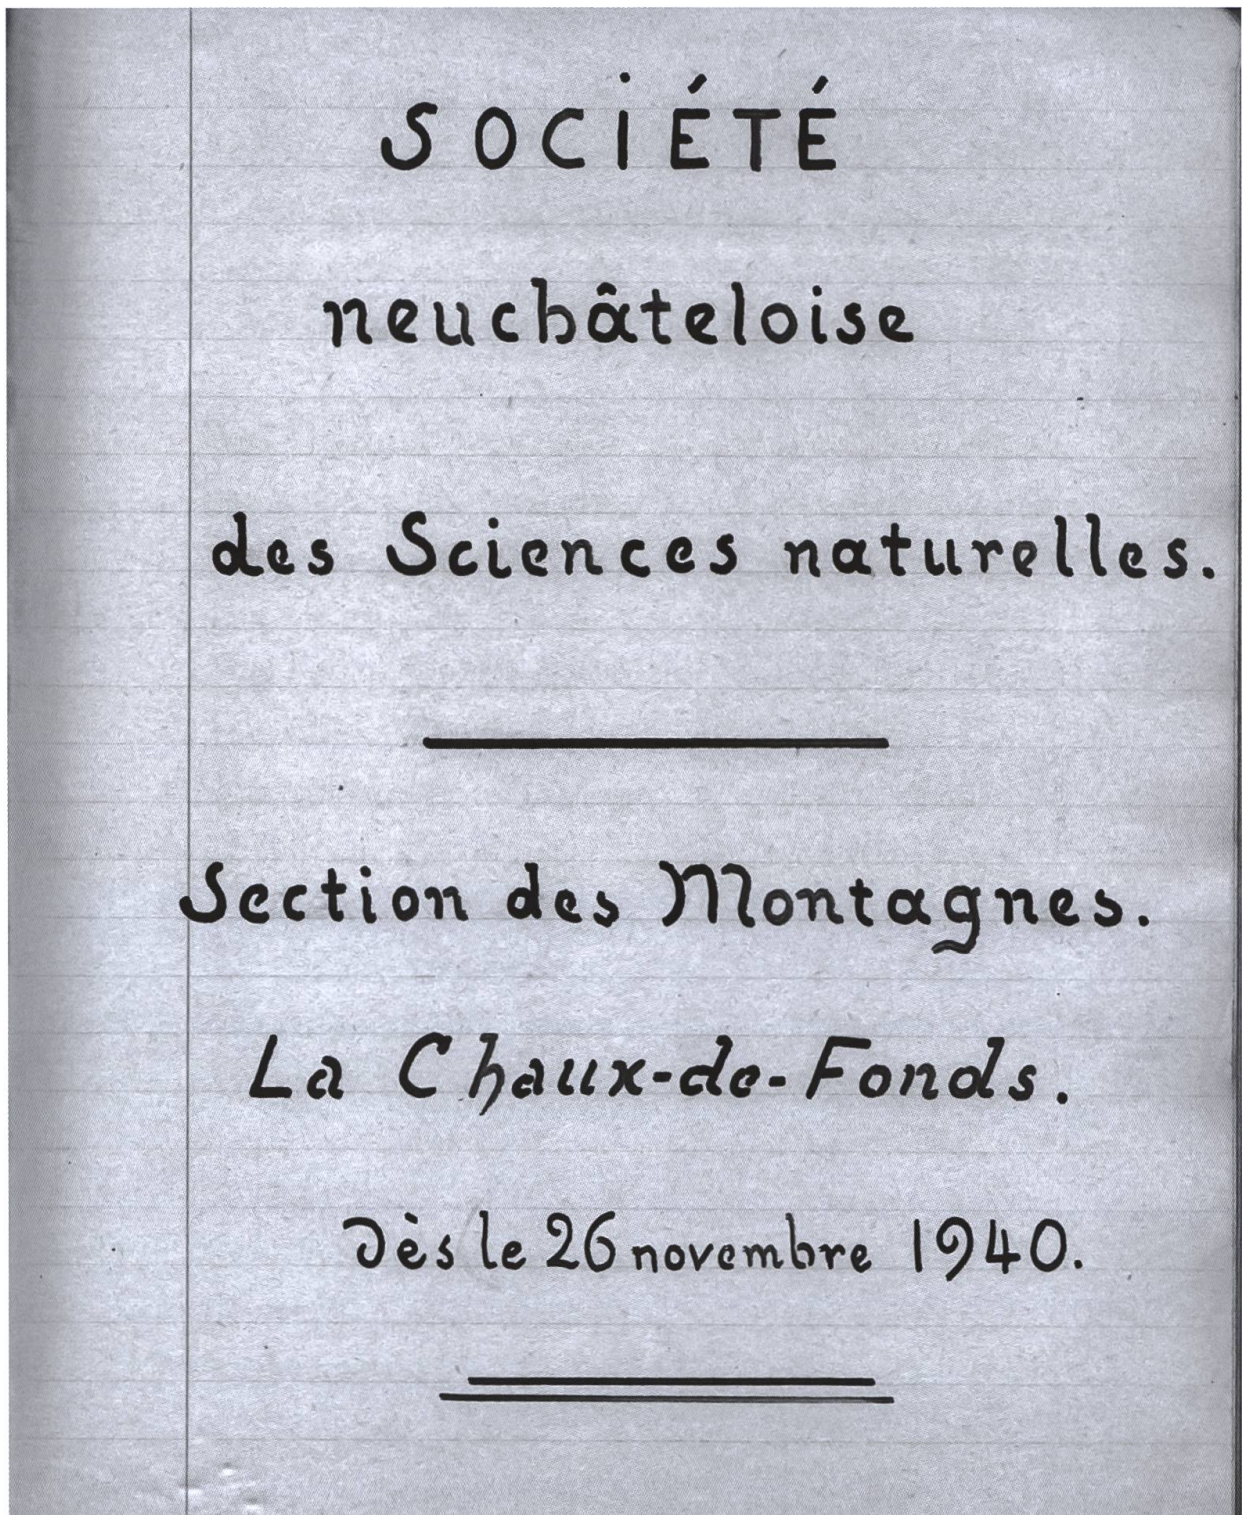 SOCIÉTÉ
neuchâteloise
des Sciences naturelles.
Section des Montagnes.
La Chaux-de-Fonds.
Dès le 26 novembre 1940.